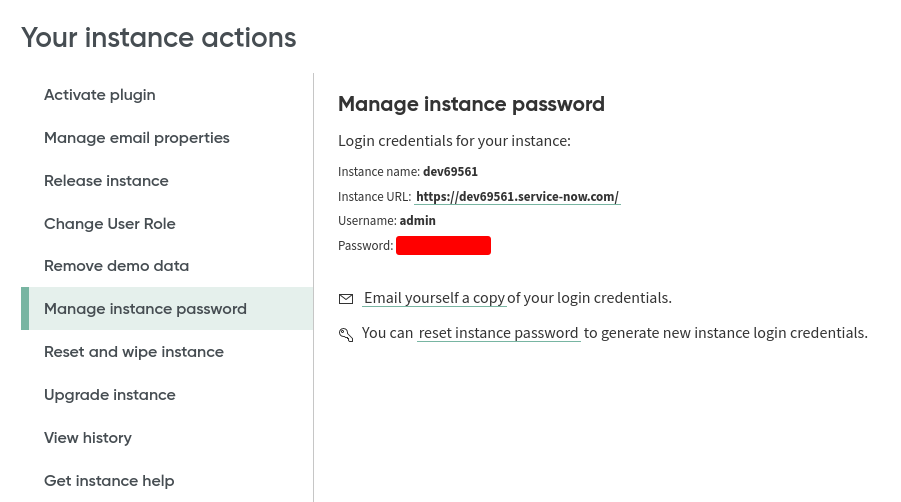 Your instance actions
Activate plugin
Manage email properties
Release instance
Change User Role
Remove demo data
Manage instance password
Reset and wipe instance
Upgrade instance
View history
Get instance help
Manage instance password
Login credentials for your instance:
Instance name: dev69561
Instance URL: https://dev69561.service-now.com/
Username: admin
Password:
Email yourself a copy of your login credentials.
You can reset instance password to generate new instance login credentials.